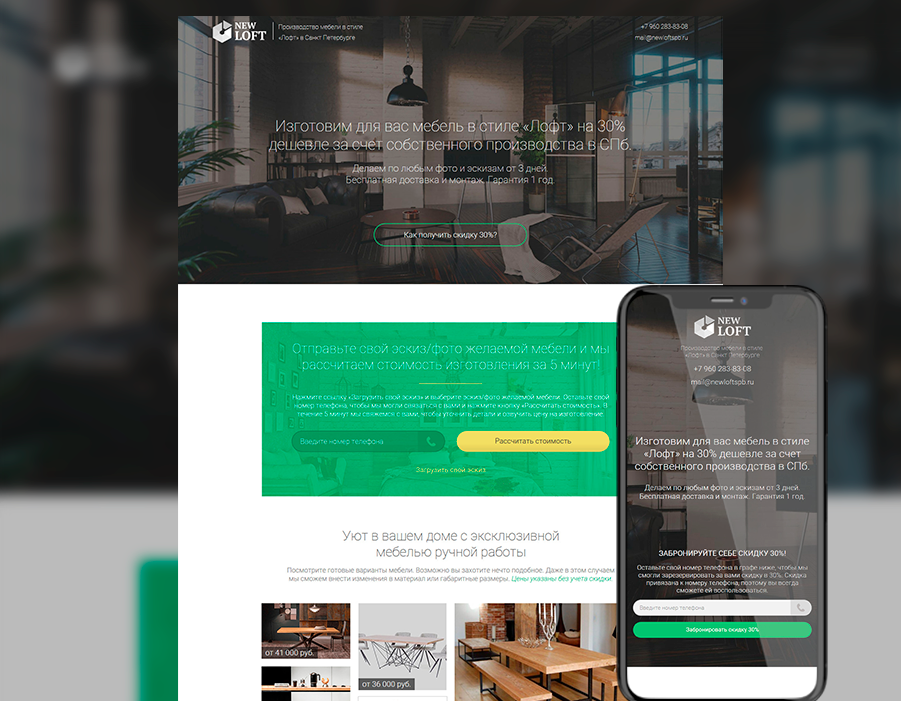 NEW
LOFT
Производство мебели в стиле
«Лофт» в Санкт Петербурге
+7 960 283-83-08
mail@newloftspb.ru
Изготовим для вас мебель в стиле «Лофт» на 30%
дешевле за счет собственного производства в СПб.
Делаем по любым фото и эскизам от 3 дней.
Бесплатная доставка и монтаж. Гарантия 1 год.
Как получить скидку 30%?
Отправьте свой эскиз/фото желаемой мебели и мы
рассчитаем стоимость изготовления за 5 минут!
Нажмите ссылку «Загрузить свой эскиз» и выберите эскиз/фото желаемой мебели. Оставьте свой
номер телефона, чтобы мы могли связаться с вами и нажмите кнопку «Рассчитать стоимость». В
течение 5 минут мы свяжемся с вами, чтобы уточнить детали и озвучить цену на изготовление.
Введите номер телефона
Рассчитать стоимость
Загрузить свой эскиз
Уют в вашем доме с эксклюзивной
мебелью ручной работы
Посмотрите готовые варианты мебели. Возможно вы захотите нечто подобное. Даже в этом случаем
мы сможем внести изменения в материал или габаритные размеры. Цены указаны без учета скидки.
от 41 000 руб.
от 36 000 руб.
NEW
LOFT
Производство мебели в стиле
«Лофт» в Санкт Петербурге
+7 960 283-83-08
mail@newloftspb.ru
Изготовим для вас мебель в стиле
«Лофт» на 30% дешевле за счет
собственного производства в СПб.
Делаем по любым фото и эскизам от 3 дней.
Бесплатная доставка и монтаж. Гарантия 1 год.
ЗАБРОНИРУЙТЕ СЕБЕ СКИДКУ 30%!
Оставьте свой номер телефона в графе ниже, чтобы мы
смогли зарезервировать за вами скидку в 30%. Скидка
привязана к номеру телефона, поэтому вы всегда
сможете ей воспользоваться.
Введите номер телефона
Забронировать скидку 30%